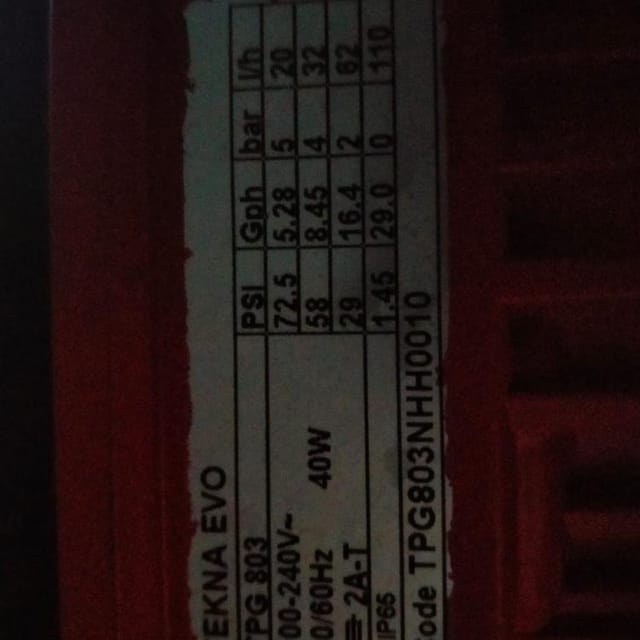 EKNA EVO
TPG 803 PSI Gph bar l/h
00-240V~ 72.5 5.28 5 20
0/60Hz 40W 58 8.45 4 32
2A-T 29 16.4 2 62
IP65 1.45 29.0 0 110
ode TPG803NHH0010